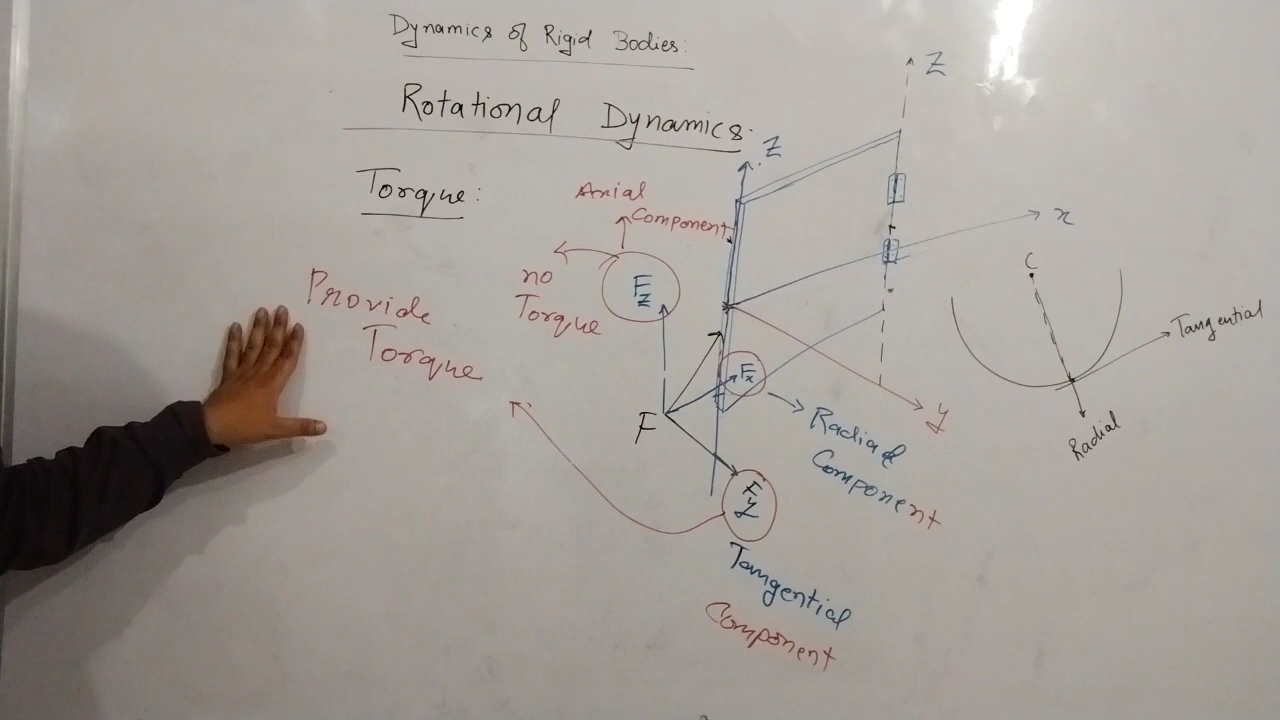 Dynamics of Rigid Bodies:
Rotational Dynamics.
Torque:
Axial
Component
Z
Z
x
no
Torque
Fz
Provide
Torque
Fx
F
y
Radial
Component
Fy
Tangential
Component
C
Tangential
Radial